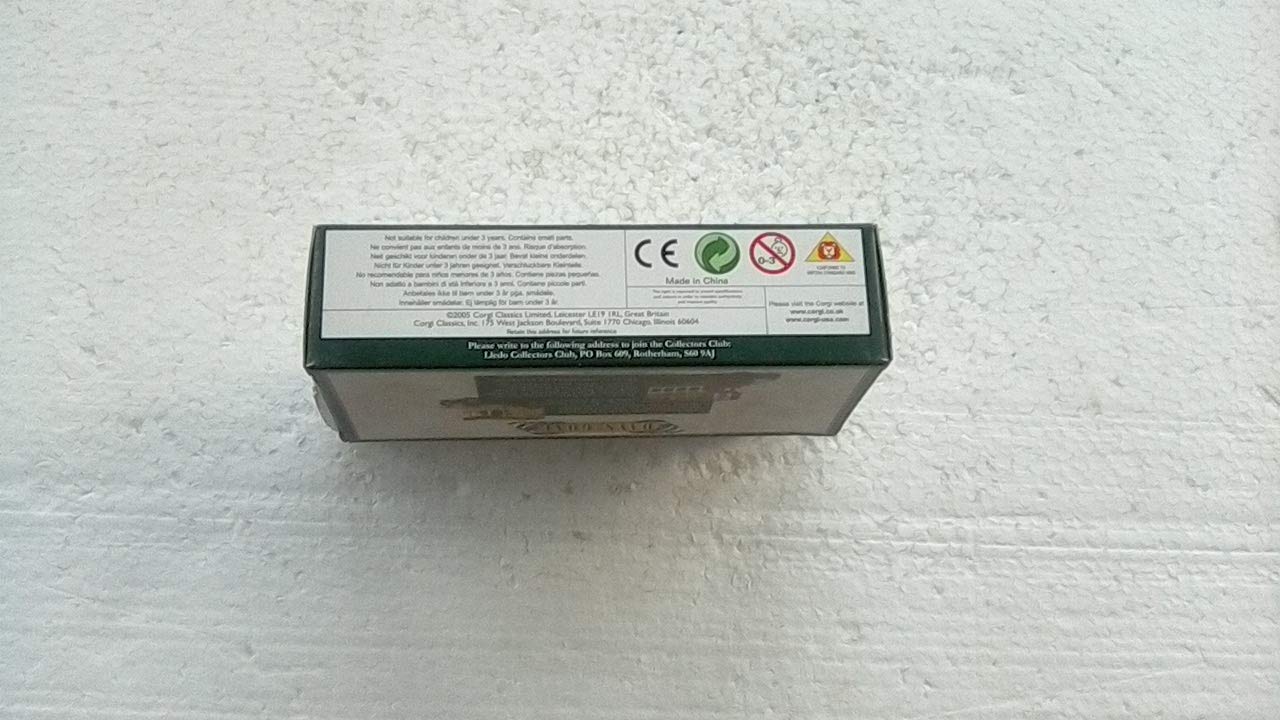 Not suitable for children under 3 years. Contains small parts.
Ne convient pas aux enfants de moins de 3 ans. Risque d'absorption.
Niet geschikt voor kinderen onder de 3 jaar. Bevat kleine onderdelen.
Nicht für Kinder unter 3 Jahren geeignet. Verschluckbare Kleinteile.
No recomendable para niños menores de 3 años. Contiene piezas pequeñas.
Non adatto a bambini di età inferiore a 3 anni. Contiene piccole parti.
Anbefales ikke til børn under 3 år pga. smådele.
Innehåller smådelar. Ej lämplig för barn under 3 år.
CE
0-3
CONFORMS TO
BRITISH STANDARD
Made in China
Please visit the Corgi website at
www.corgi.co.uk
www.corgi-usa.com
©2005 Corgi Classics Limited, Leicester LE19 1RL, Great Britain
Corgi Classics, Inc. 175 West Jackson Boulevard, Suite 1770 Chicago, Illinois 60604
Retain this address for future reference
Please write to the following address to join the Collectors Club:
Lledo Collectors Club, PO Box 609, Rotherham, S60 9AJ
DAYS GONE